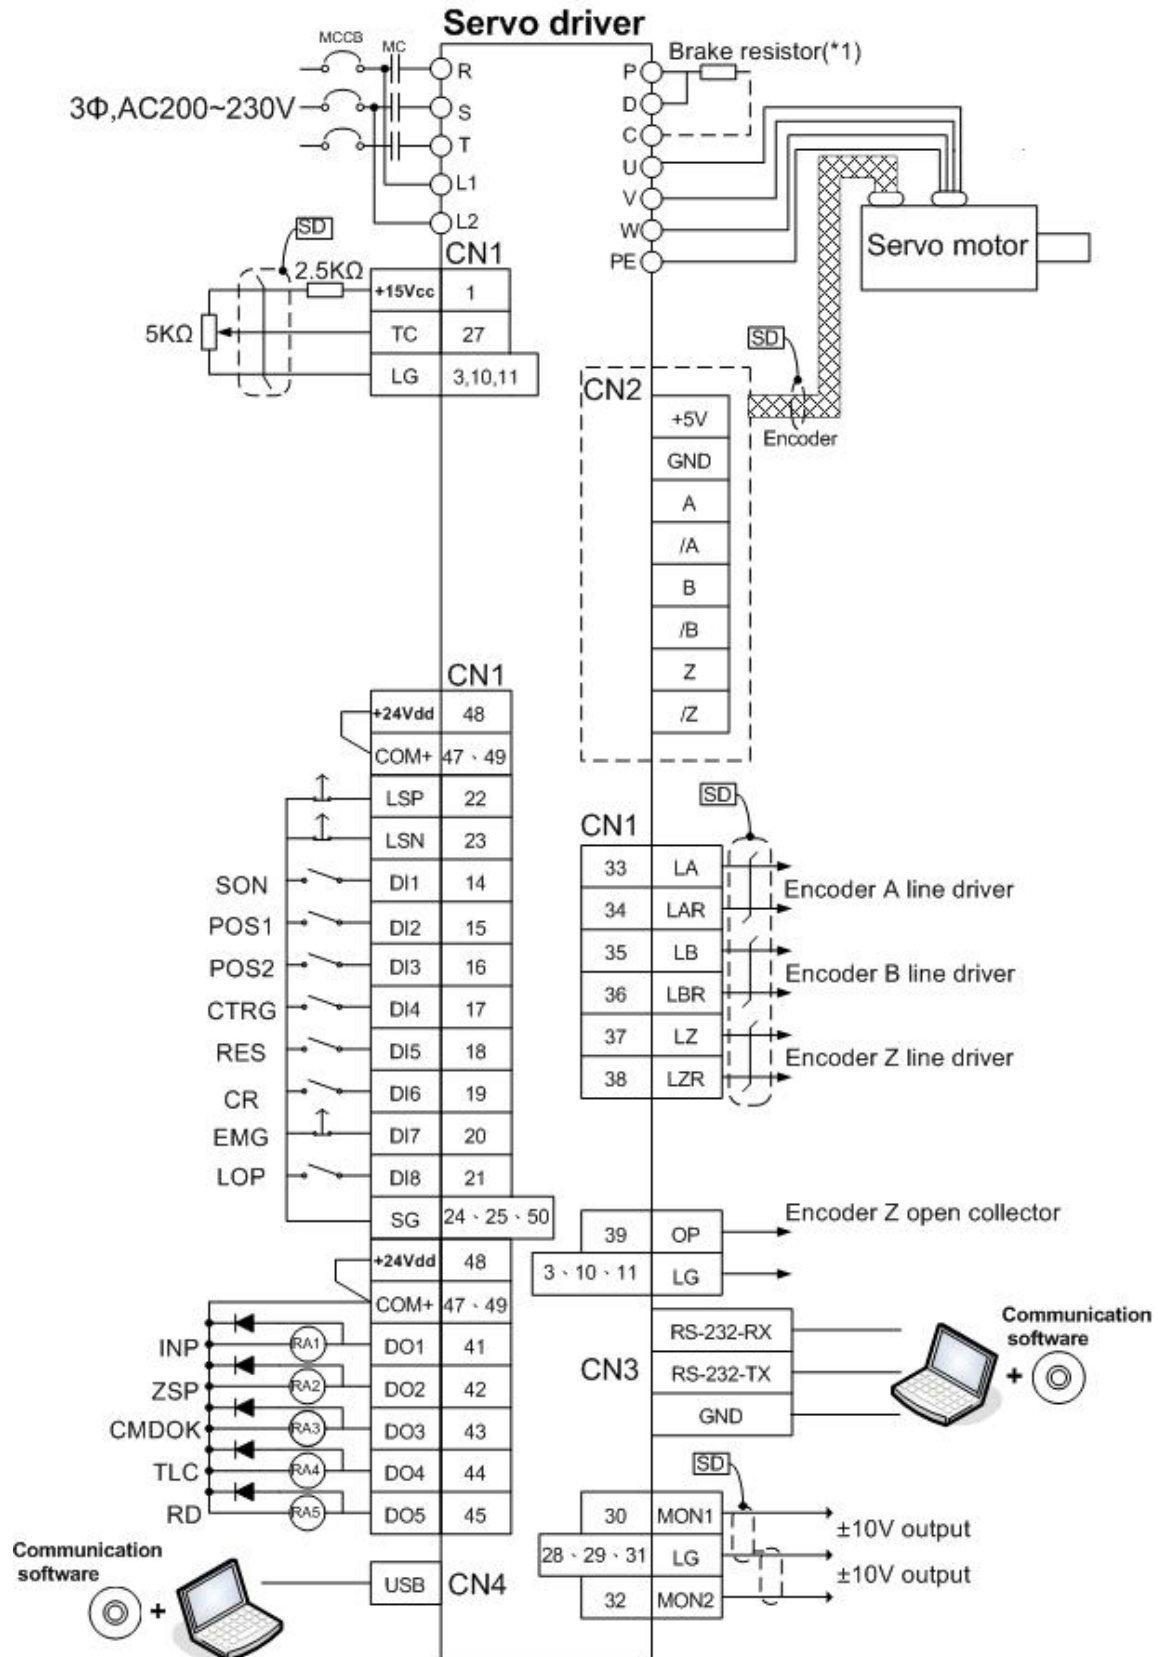 Servo driver
MCCB
MC
R
3Φ,AC200~230V
S
T
L1
L2
P
Brake resistor(*1)
D
C
U
V
W
PE
Servo motor
SD
CN1
2.5KΩ
+15Vcc 1
5KΩ
TC 27
LG 3,10,11
SD
CN2
Encoder
+5V
GND
A
/A
B
/B
Z
/Z
CN1
+24Vdd 48
COM+ 47、49
LSP 22
LSN 23
SON DI1 14
POS1 DI2 15
POS2 DI3 16
CTRG DI4 17
RES DI5 18
CR DI6 19
EMG DI7 20
LOP DI8 21
SG 24、25、50
+24Vdd 48
COM+ 47、49
INP RA1 DO1 41
ZSP RA2 DO2 42
CMDOK RA3 DO3 43
TLC RA4 DO4 44
RD RA5 DO5 45
Communication
software
+
USB CN4
SD
CN1
33 LA
Encoder A line driver
34 LAR
35 LB
Encoder B line driver
36 LBR
37 LZ
Encoder Z line driver
38 LZR
39 OP
Encoder Z open collector
3、10、11 LG
CN3
RS-232-RX
RS-232-TX
GND
Communication
software
+
SD
30 MON1
±10V output
28、29、31 LG
±10V output
32 MON2